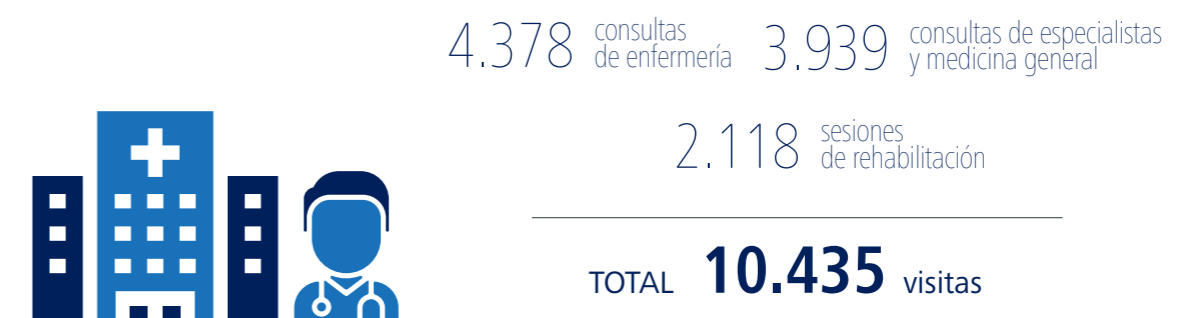 4.378 consultas
de enfermería
3.939 consultas de especialistas
y medicina general
2.118 sesiones
de rehabilitación
TOTAL 10.435 visitas